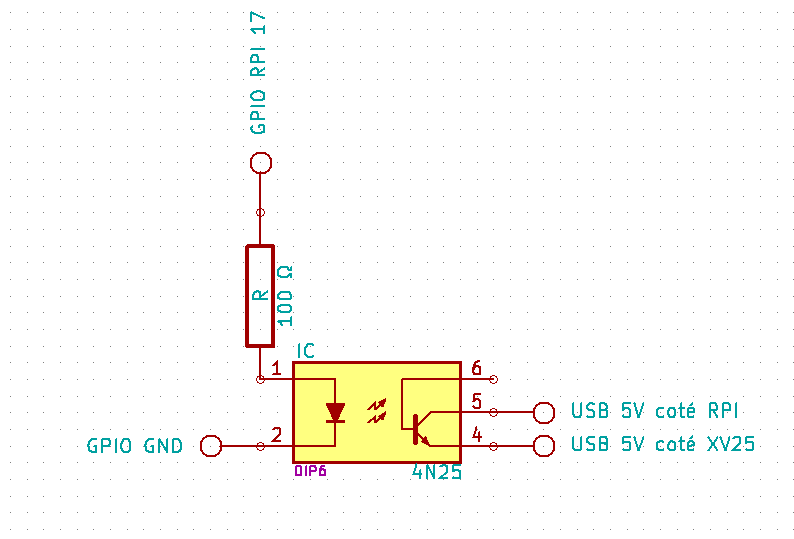 GPIO RPI 17
R
100 Ω
IC
1
6
5
USB 5V coté RPI
GPIO GND
2
4
USB 5V coté XV25
DIP6
4N25